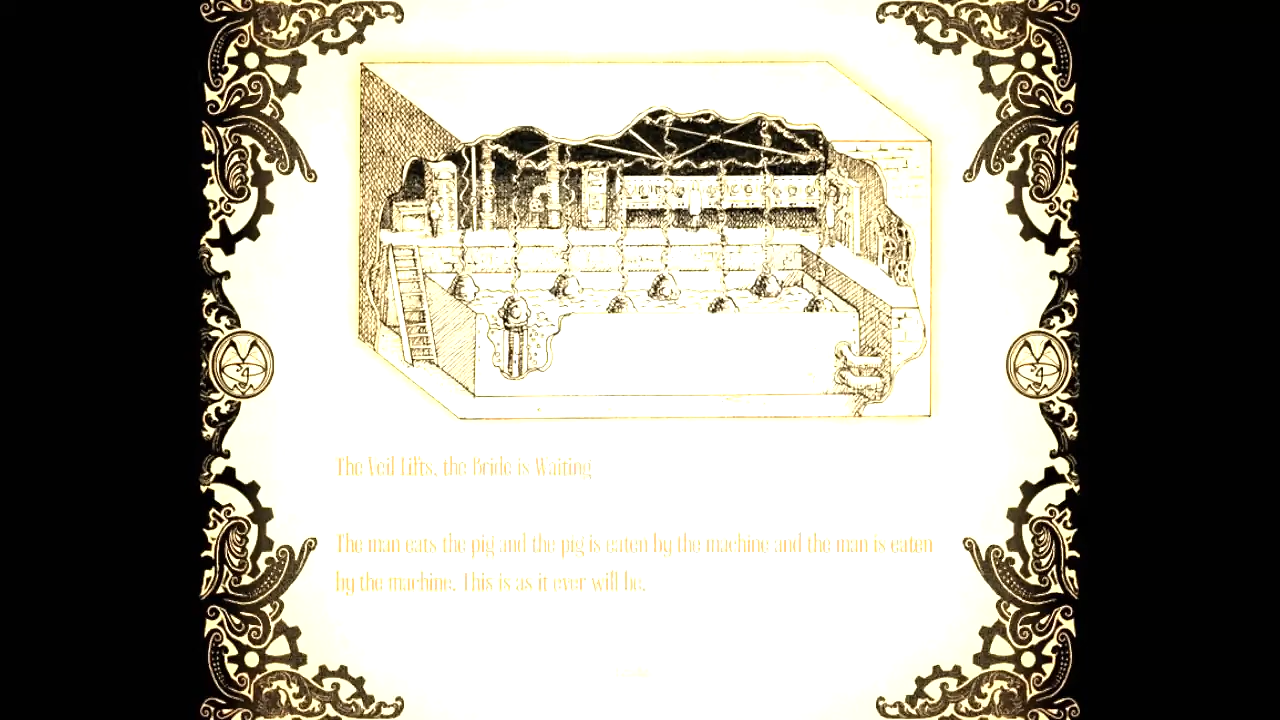 The Veil Lifts, the Bride is Waiting
The man eats the pig and the pig is eaten by the machine and the man is eaten
by the machine. This is as it ever will be.